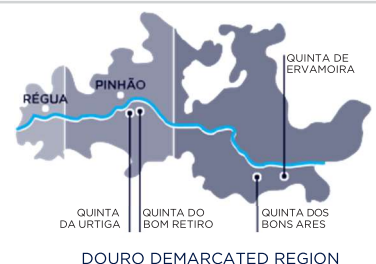 QUINTA DE
ERVAMOIRA
PINHÃO
RÉGUA
QUINTA
DA URTIGA
QUINTA DO
BOM RETIRO
QUINTA DOS
BONS ARES
DOURO DEMARCATED REGION